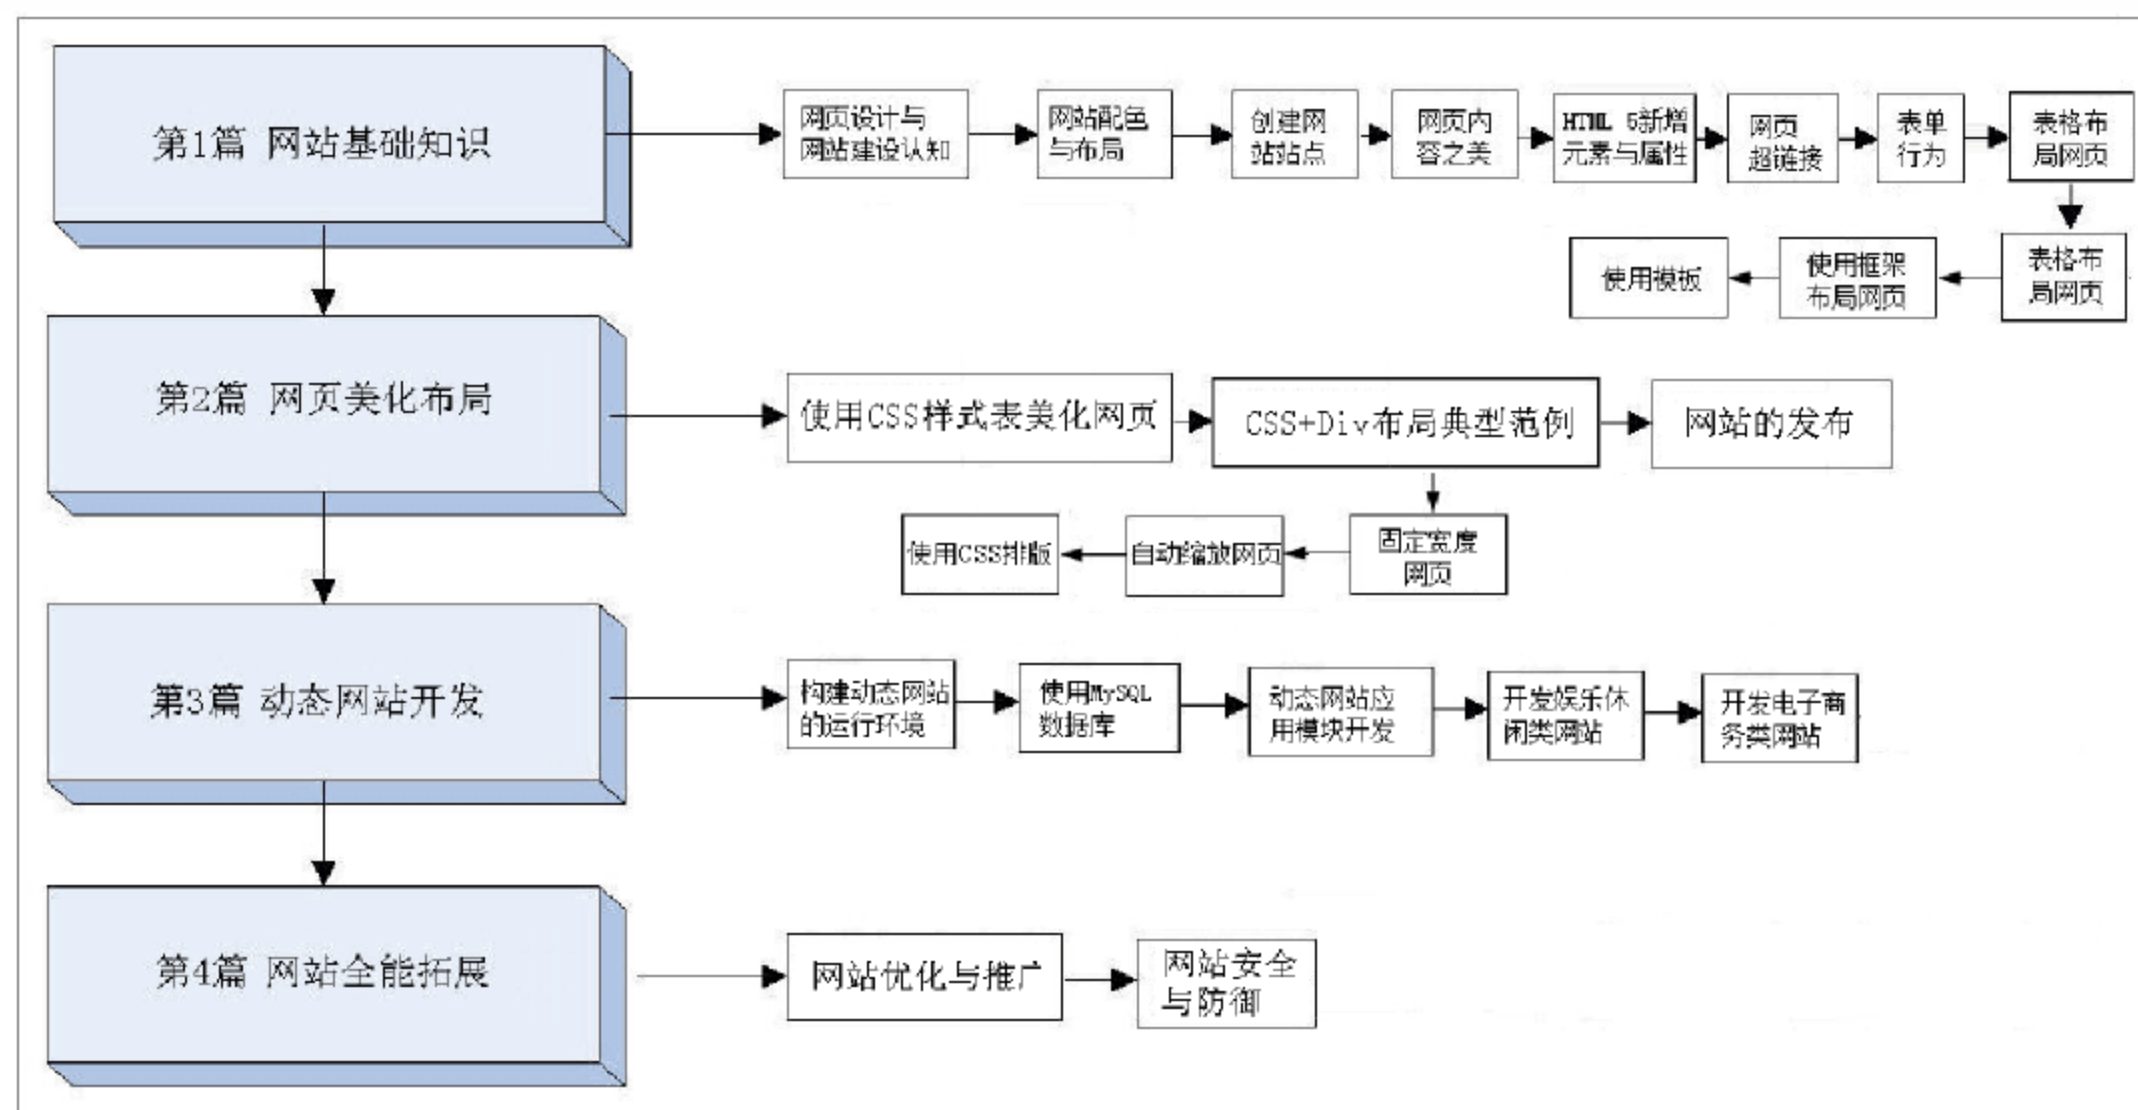 第1篇 网站基础知识
网页设计与
网站建设认知
网站配色
与布局
创建网
站站点
网页内
容之美
HTML 5新增
元素与属性
网页
超链接
表单
行为
表格布
局网页
表格布
局网页
使用框架
布局网页
使用模板
第2篇 网页美化布局
使用CSS样式表美化网页
CSS+Div布局典型范例
网站的发布
固定宽度
网页
自动缩放网页
使用CSS排版
第3篇 动态网站开发
构建动态网站
的运行环境
使用MySQL
数据库
动态网站应
用模块开发
开发娱乐休
闲类网站
开发电子商
务类网站
第4篇 网站全能拓展
网站优化与推广
网站安全
与防御